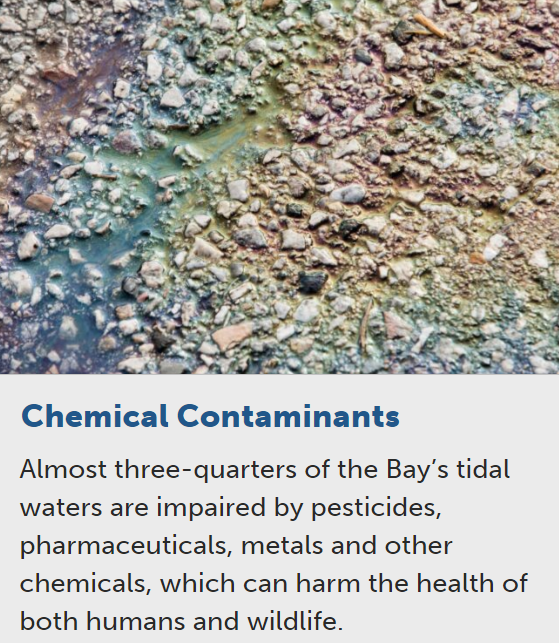 Chemical Contaminants
Almost three-quarters of the Bay’s tidal
waters are impaired by pesticides,
pharmaceuticals, metals and other
chemicals, which can harm the health of
both humans and wildlife.